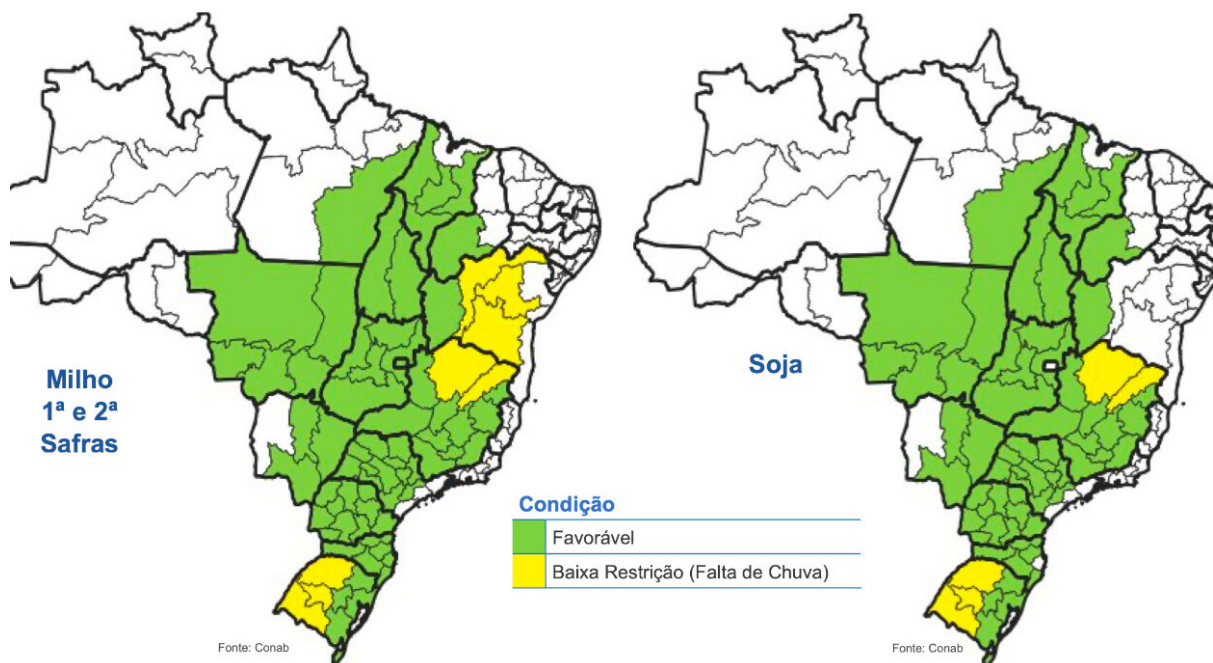 Milho
1ª e 2ª
Safras
Soja
Condição
Favorável
Baixa Restrição (Falta de Chuva)
Fonte: Conab
Fonte: Conab